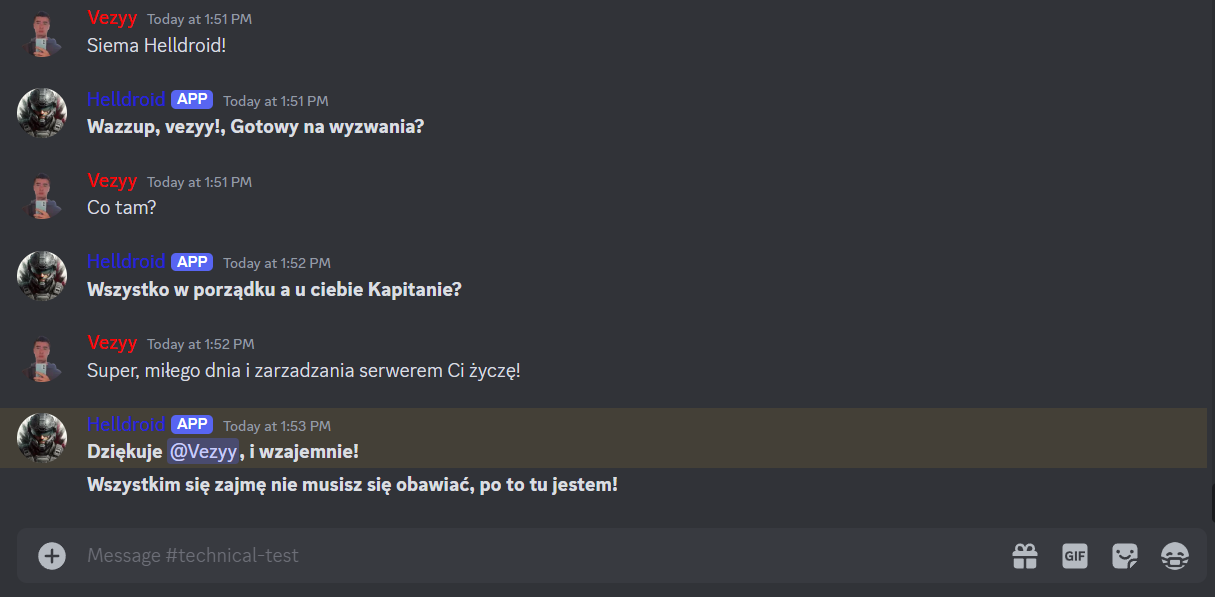 Vezyy Today at 1:51 PM
Siema Helldroid!
Helldroid APP Today at 1:51 PM
Wazzup, vezyy!, Gotowy na wyzwania?
Vezyy Today at 1:51 PM
Co tam?
Helldroid APP Today at 1:52 PM
Wszystko w porządku a u ciebie Kapitanie?
Vezyy Today at 1:52 PM
Super, miłego dnia i zarzadzania serwerem Ci życzę!
Helldroid APP Today at 1:53 PM
Dziękuje @Vezyy, i wzajemnie!
Wszystkim się zajmę nie musisz się obawiać, po to tu jestem!
Message #technical-test
GIF